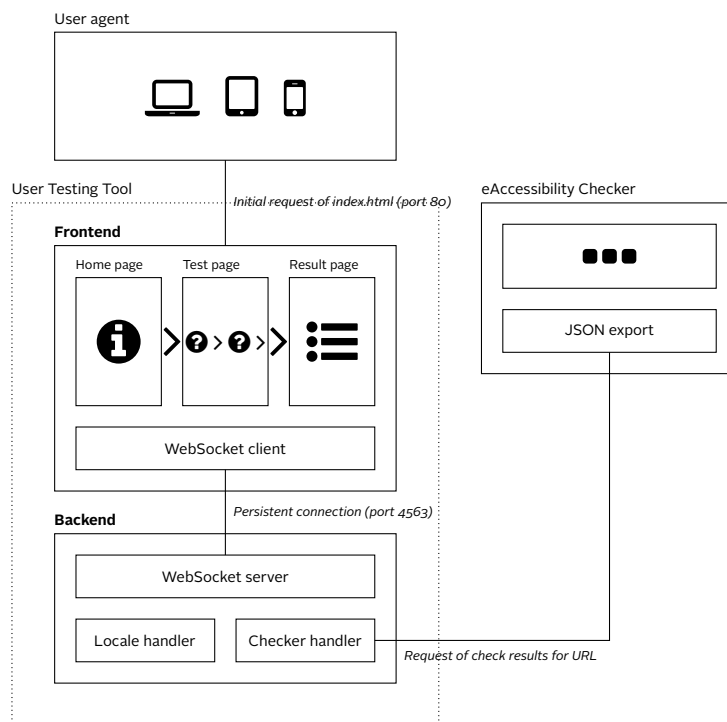 User agent
User Testing Tool
Initial request of index.html (port 80)
eAccessibility Checker
Frontend
Home page
Test page
Result page
JSON export
WebSocket client
Persistent connection (port 4563)
Backend
WebSocket server
Locale handler
Checker handler
Request of check results for URL